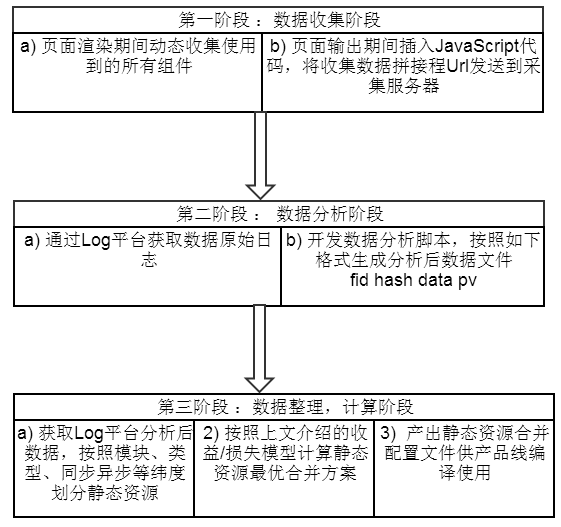 第一阶段 ： 数据收集阶段
a) 页面渲染期间动态收集使用
到的所有组件
b) 页面输出期间插入JavaScript代
码，将收集数据拼接程Url发送到采
集服务器
第二阶段 ： 数据分析阶段
a) 通过Log平台获取数据原始日
志
b) 开发数据分析脚本，按照如下
格式生成分析后数据文件
fid hash data pv
第三阶段 ：数据整理，计算阶段
a) 获取Log平台分析后
数据，按照模块、类
型、同步异步等纬度
划分静态资源
2) 按照上文介绍的收
益/损失模型计算静态
资源最优合并方案
3) 产出静态资源合并
配置文件供产品线编
译使用